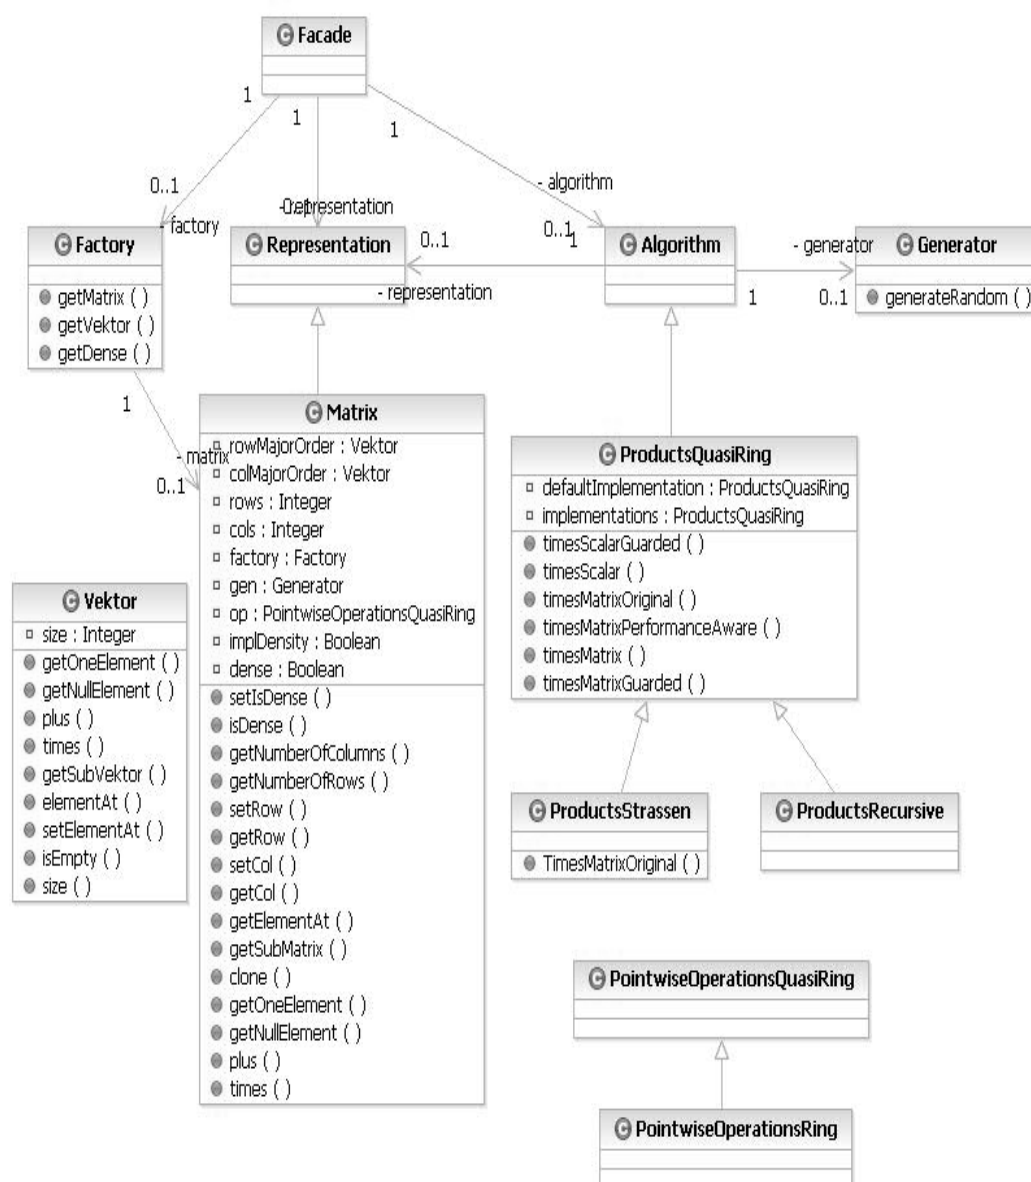 Facade
1
1
1
0..1
- factory
0..1
- representation
- algorithm
0..1
1
Factory
getMatrix ( )
getVektor ( )
getDense ( )
Representation
0..1
- representation
Algorithm
- generator
1
0..1
Generator
generateRandom ( )
1
- matrix
0..1
Matrix
rowMajorOrder : Vektor
colMajorOrder : Vektor
rows : Integer
cols : Integer
factory : Factory
gen : Generator
op : PointwiseOperationsQuasiRing
implDensity : Boolean
dense : Boolean
setIsDense ( )
isDense ( )
getNumberOfColumns ( )
getNumberOfRows ( )
setRow ( )
getRow ( )
setCol ( )
getCol ( )
getElementAt ( )
getSubMatrix ( )
clone ( )
getOneElement ( )
getNullElement ( )
plus ( )
times ( )
Vektor
size : Integer
getOneElement ( )
getNullElement ( )
plus ( )
times ( )
getSubVektor ( )
elementAt ( )
setElementAt ( )
isEmpty ( )
size ( )
ProductsQuasiRing
defaultImplementation : ProductsQuasiRing
implementations : ProductsQuasiRing
timesScalarGuarded ( )
timesScalar ( )
timesMatrixOriginal ( )
timesMatrixPerformanceAware ( )
timesMatrix ( )
timesMatrixGuarded ( )
ProductsStrassen
TimesMatrixOriginal ( )
ProductsRecursive
PointwiseOperationsQuasiRing
PointwiseOperationsRing